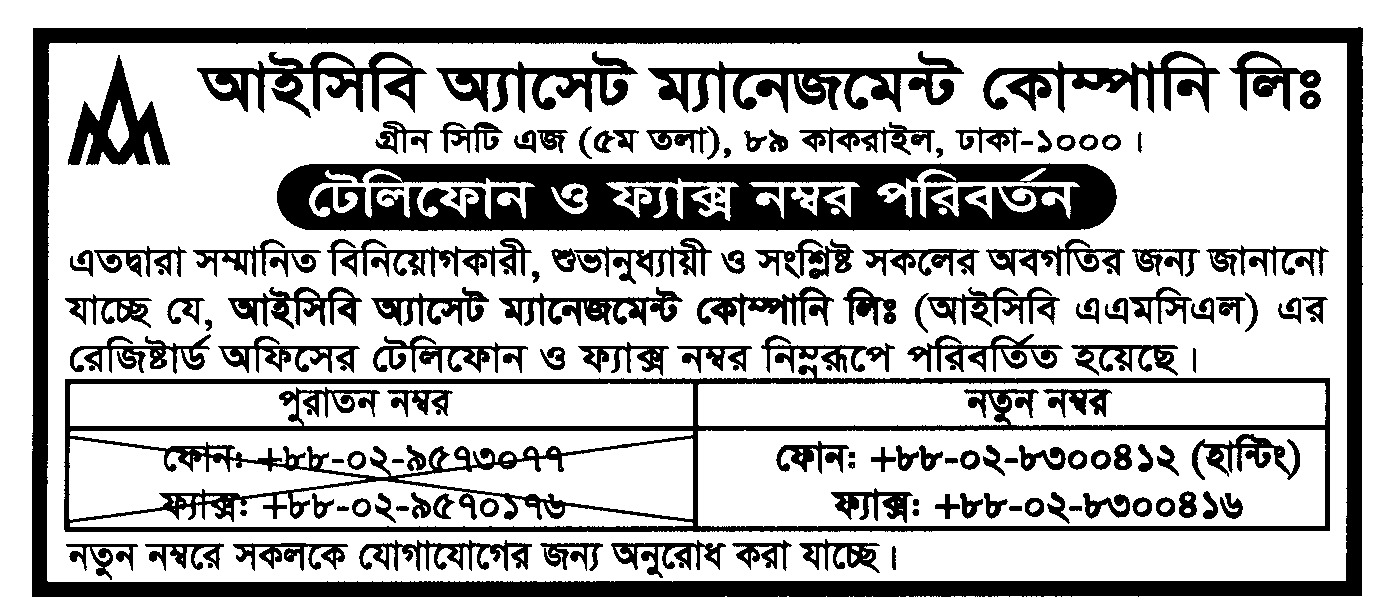 আইসিবি অ্যাসেট ম্যানেজমেন্ট কোম্পানি লিঃ
গ্রীন সিটি এজ (৫ম তলা), ৮৯ কাকরাইল, ঢাকা-১০০০।
টেলিফোন ও ফ্যাক্স নম্বর পরিবর্তন
এতদ্বারা সম্মানিত বিনিয়োগকারী, শুভানুধ্যায়ী ও সংশ্লিষ্ট সকলের অবগতির জন্য জানানো
যাচ্ছে যে, আইসিবি অ্যাসেট ম্যানেজমেন্ট কোম্পানি লিঃ (আইসিবি এএমসিএল) এর
রেজিষ্টার্ড অফিসের টেলিফোন ও ফ্যাক্স নম্বর নিম্নরূপে পরিবর্তিত হয়েছে।
পুরাতন নম্বর
নতুন নম্বর
ফোন: +৮৮-০২-৯৫৭৩০৭৭
ফোন: +৮৮-০২-৮৩০০৪১২ (হান্টিং)
ফ্যাক্স: +৮৮-০২-৯৫৭০১৭৬
ফ্যাক্স: +৮৮-০২-৮৩০০৪১৬
নতুন নম্বরে সকলকে যোগাযোগের জন্য অনুরোধ করা যাচ্ছে।